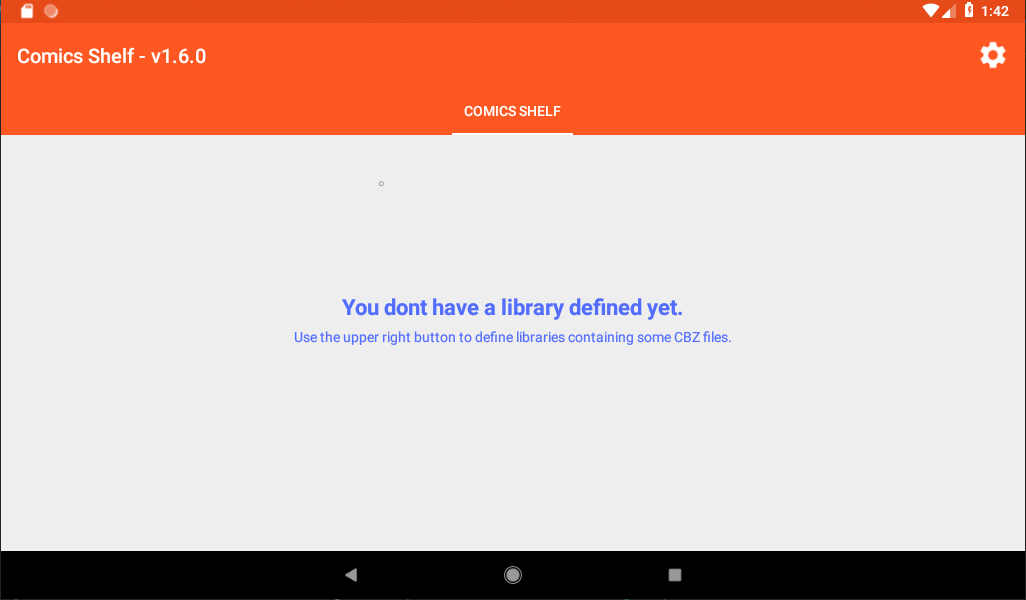 1:42
Comics Shelf - v1.6.0
COMICS SHELF
You dont have a library defined yet.
Use the upper right button to define libraries containing some CBZ files.